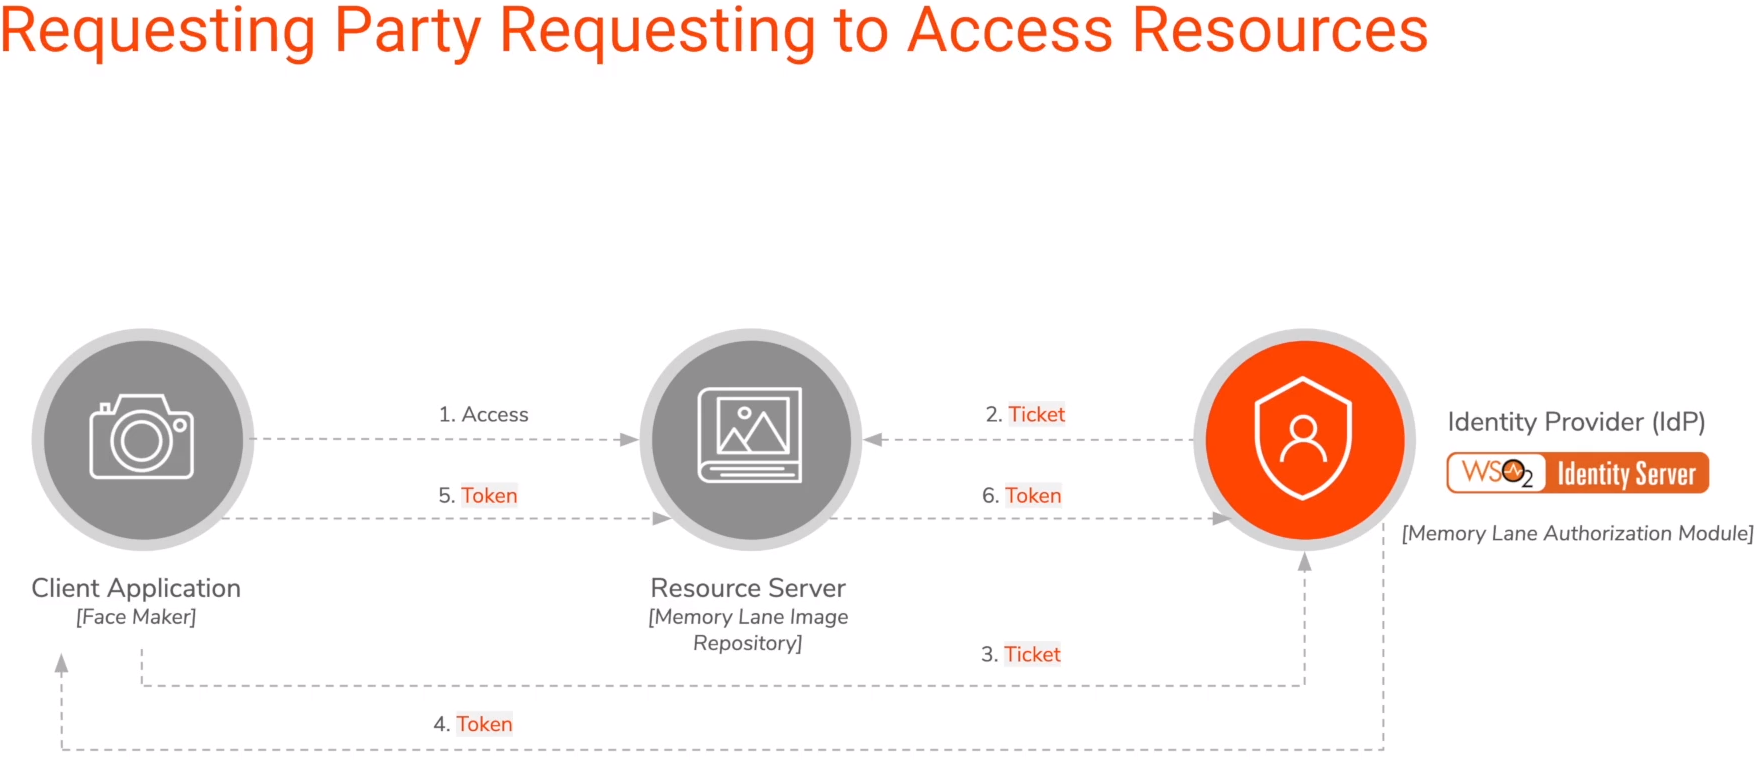 Requesting Party Requesting to Access Resources
1. Access
2. Ticket
Identity Provider (IdP)
WSO2 Identity Server
5. Token
6. Token
[Memory Lane Authorization Module]
Client Application
[Face Maker]
Resource Server
[Memory Lane Image
Repository]
3. Ticket
4. Token